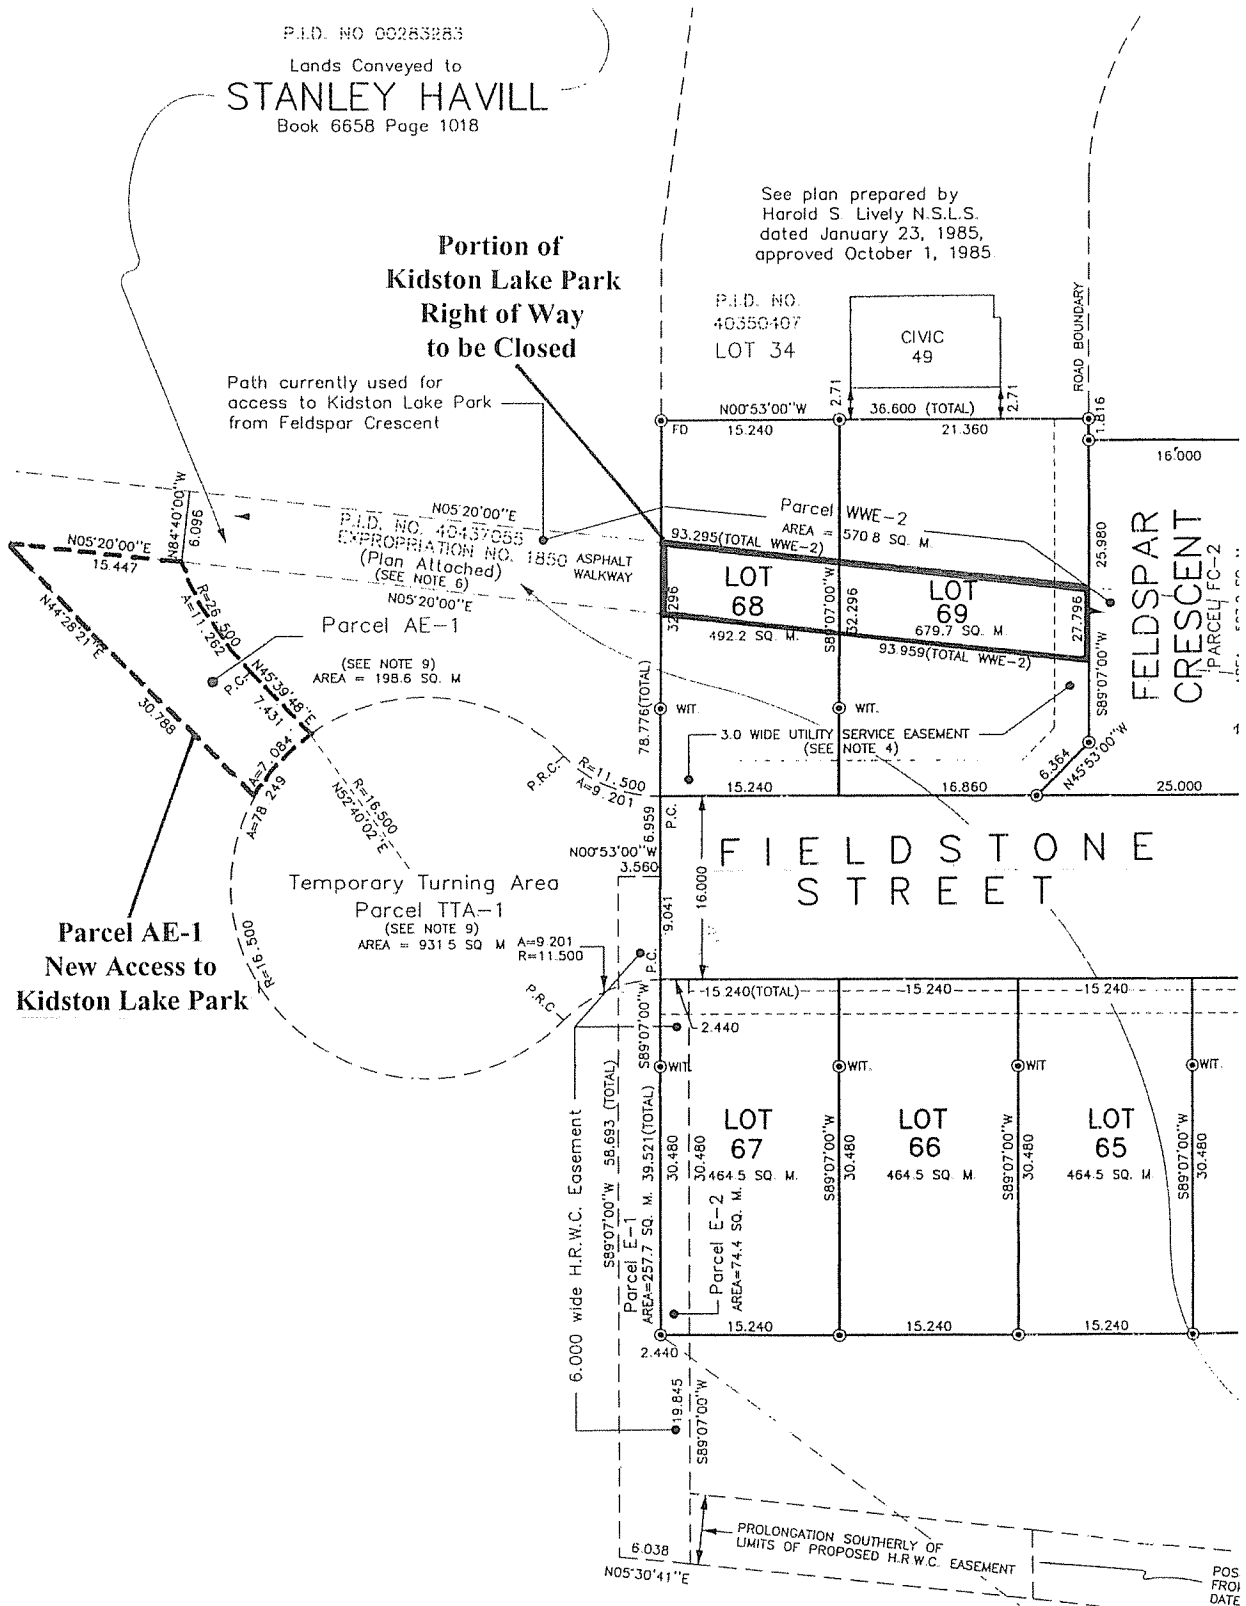 P.I.D. NO 00283283
Lands Conveyed to
STANLEY HAVILL
Book 6658 Page 1018
See plan prepared by
Harold S. Lively N.S.L.S.
dated January 23, 1985,
approved October 1, 1985
Portion of
Kidston Lake Park
Right of Way
to be Closed
P.I.D. NO.
40350407
LOT 34
CIVIC
49
ROAD BOUNDARY
Path currently used for
access to Kidston Lake Park
from Feldspar Crescent
2.71
2.71
N00°53'00"W
36.600 (TOTAL)
1.816
FD
15.240
21.360
16.000
N84°40'00"W
6.096
N05°20'00"E
Parcel WWE-2
AREA = 570.8 SQ. M.
P.I.D. NO. 40437055
EXPROPRIATION NO. 1850
(Plan Attached)
(SEE NOTE 6)
ASPHALT
WALKWAY
93.295(TOTAL WWE-2)
25.980
N05°20'00"E
15.447
N05°20'00"E
R=26.500
A=11.262
LOT
68
492.2 SQ. M.
32.296
S89°07'00"W
32.296
LOT
69
679.7 SQ. M.
27.796
93.959(TOTAL WWE-2)
FELDSPAR
CRESCENT
PARCEL FC-2
Parcel AE-1
(SEE NOTE 9)
AREA = 198.6 SQ. M
N44°28'21"E
30.788
P.C.
N45°39'48"E
7.431
S89°07'00"W
78.776(TOTAL)
WIT.
WIT.
3.0 WIDE UTILITY SERVICE EASEMENT
(SEE NOTE 4)
6.364
N45°53'00"W
A=7.084
A=78.249
R=16.500
N52°40'02"E
P.R.C.
R=11.500
A=9.201
15.240
16.860
25.000
P.C.
6.959
N00°53'00"W
3.560
16.000
FIELDSTONE
STREET
Temporary Turning Area
Parcel TTA-1
(SEE NOTE 9)
AREA = 931.5 SQ M
A=9.201
R=11.500
9.041
P.C.
Parcel AE-1
New Access to
Kidston Lake Park
R=16.500
P.R.C
15.240(TOTAL)
15.240
15.240
2.440
S89°07'00"W
WIT
WIT.
WIT
WIT.
6.000 wide H.R.W.C. Easement
S89°07'00"W 58.693 (TOTAL)
Parcel E-1
AREA=257.7 SQ. M.
39.521(TOTAL)
30.480
30.480
Parcel E-2
AREA=74.4 SQ. M.
LOT
67
464.5 SQ. M.
S89°07'00"W
30.480
LOT
66
464.5 SQ. M.
S89°07'00"W
30.480
LOT
65
464.5 SQ. M.
S89°07'00"W
30.480
15.240
15.240
15.240
2.440
19.845
S89°07'00"W
PROLONGATION SOUTHERLY OF
LIMITS OF PROPOSED H.R.W.C. EASEMENT
6.038
N05°30'41"E